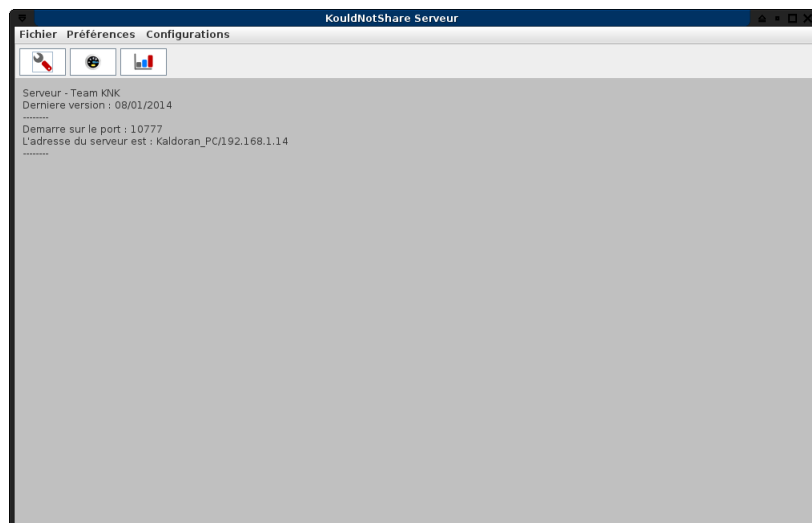 KouldNotShare Serveur
Fichier Préférences Configurations
Serveur - Team KNK
Derniere version : 08/01/2014
--------
Demarre sur le port : 10777
L'adresse du serveur est : Kaldoran_PC/192.168.1.14
--------